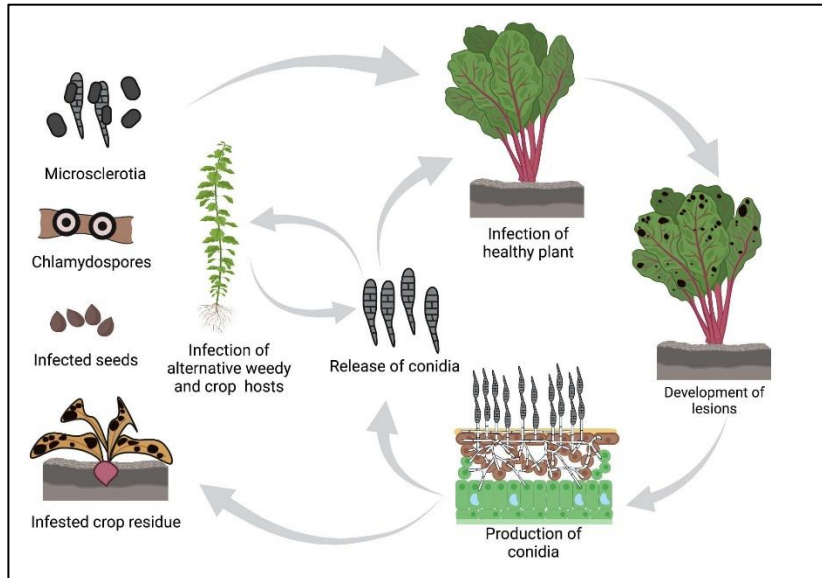 Microsclerotia
Chlamydospores
Infected seeds
Infested crop residue
Infection of
alternative weedy
and crop hosts
Release of conidia
Infection of
healthy plant
Development of
lesions
Production of
conidia